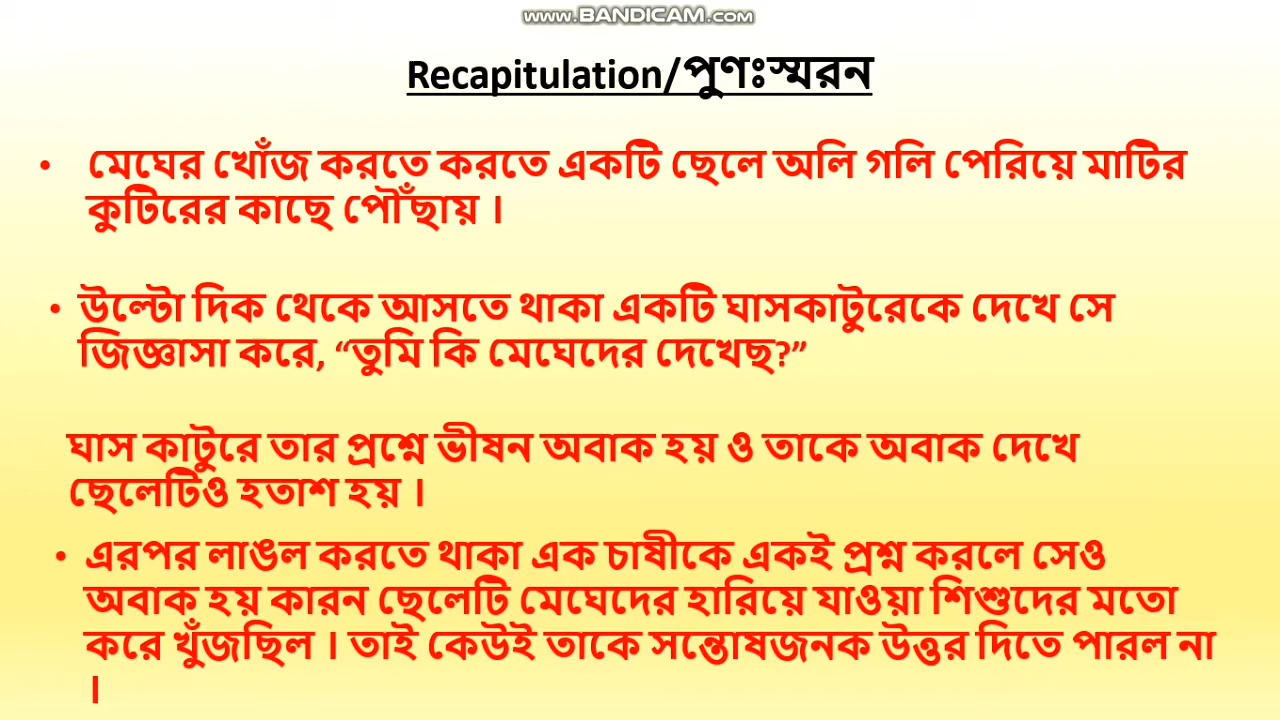 www.BANDICAM.com
Recapitulation/পুণঃস্মরন
• মেঘের খোঁজ করতে করতে একটি ছেলে অলি গলি পেরিয়ে মাটির
কুটিরের কাছে পৌঁছায় ।
• উল্টো দিক থেকে আসতে থাকা একটি ঘাসকাটুরেকে দেখে সে
জিজ্ঞাসা করে, “তুমি কি মেঘেদের দেখেছ?”
ঘাস কাটুরে তার প্রশ্নে ভীষন অবাক হয় ও তাকে অবাক দেখে
ছেলেটিও হতাশ হয় ।
• এরপর লাঙল করতে থাকা এক চাষীকে একই প্রশ্ন করলে সেও
অবাক হয় কারন ছেলেটি মেঘেদের হারিয়ে যাওয়া শিশুদের মতো
করে খুঁজছিল । তাই কেউই তাকে সন্তোষজনক উত্তর দিতে পারল না
।